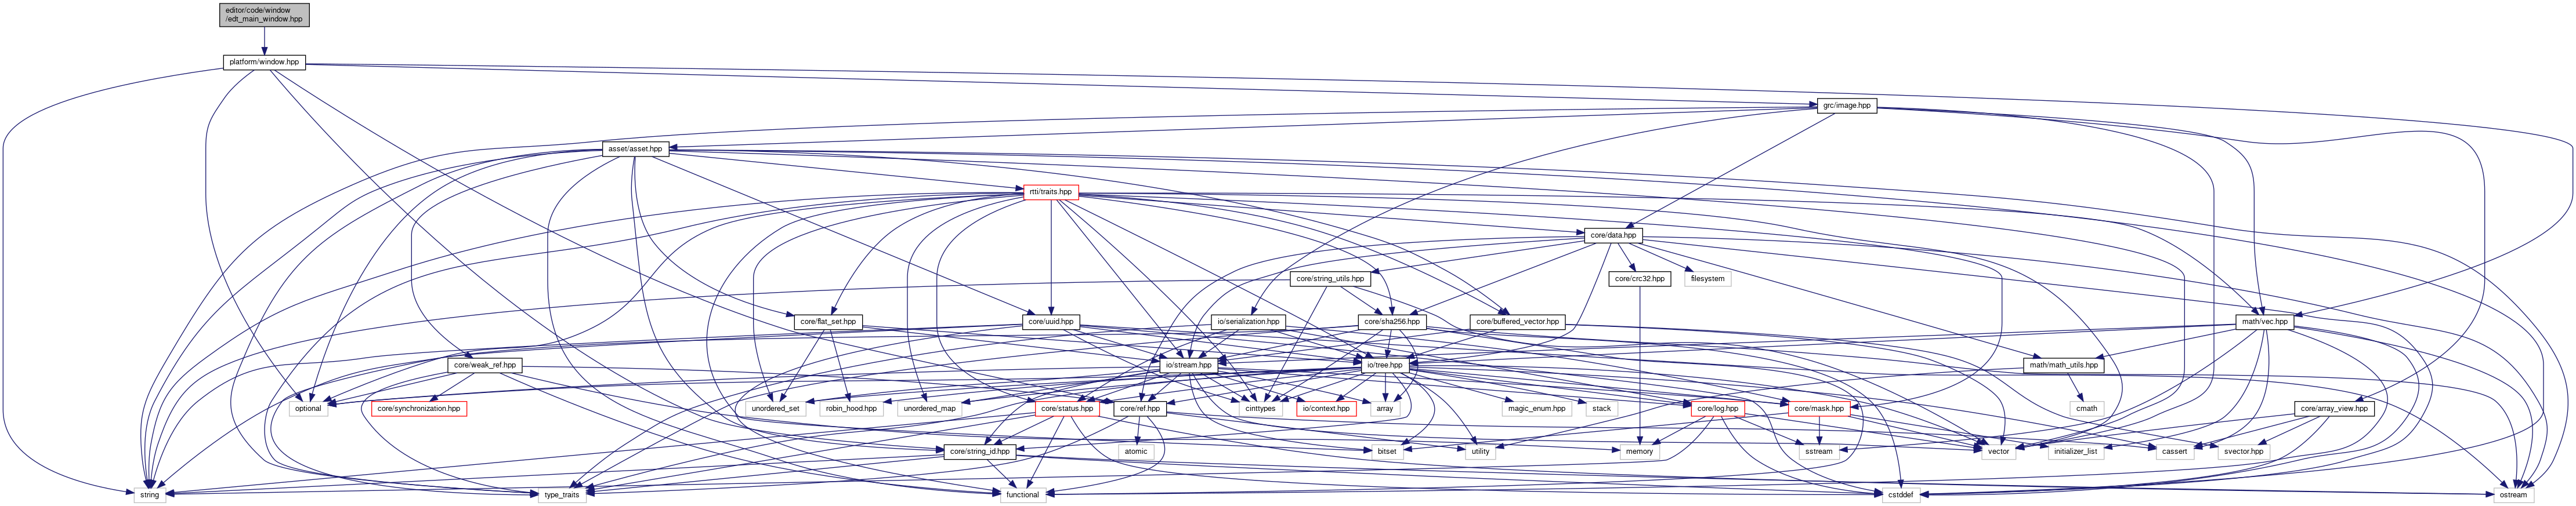 editor/code/window
/edt_main_window.hpp
platform/window.hpp
grc/image.hpp
asset/asset.hpp
rtti/traits.hpp
core/data.hpp
core/string_utils.hpp
core/crc32.hpp
filesystem
core/flat_set.hpp
core/uuid.hpp
io/serialization.hpp
core/sha256.hpp
core/buffered_vector.hpp
math/vec.hpp
core/weak_ref.hpp
io/stream.hpp
io/tree.hpp
math/math_utils.hpp
optional
core/synchronization.hpp
unordered_set
robin_hood.hpp
unordered_map
core/status.hpp
core/ref.hpp
cinttypes
io/context.hpp
array
magic_enum.hpp
stack
core/log.hpp
core/mask.hpp
cmath
core/array_view.hpp
core/string_id.hpp
atomic
bitset
utility
memory
sstream
vector
initializer_list
cassert
svector.hpp
string
type_traits
functional
cstddef
ostream